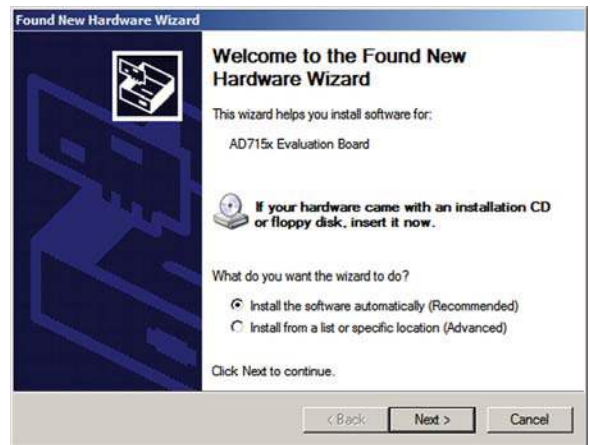 Found New Hardware Wizard
Welcome to the Found New
Hardware Wizard
This wizard helps you install software for:
AD715x Evaluation Board
If your hardware came with an installation CD
or floppy disk, insert it now.
What do you want the wizard to do?
Install the software automatically (Recommended)
Install from a list or specific location (Advanced)
Click Next to continue.
< Back
Next >
Cancel